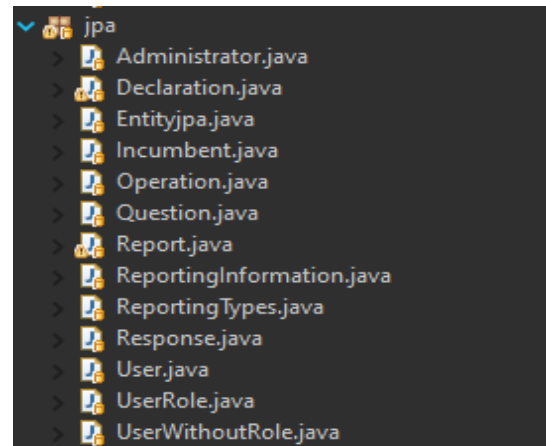 jpa
Administrator.java
Declaration.java
Entityjpa.java
Incumbent.java
Operation.java
Question.java
Report.java
ReportingInformation.java
ReportingTypes.java
Response.java
User.java
UserRole.java
UserWithoutRole.java